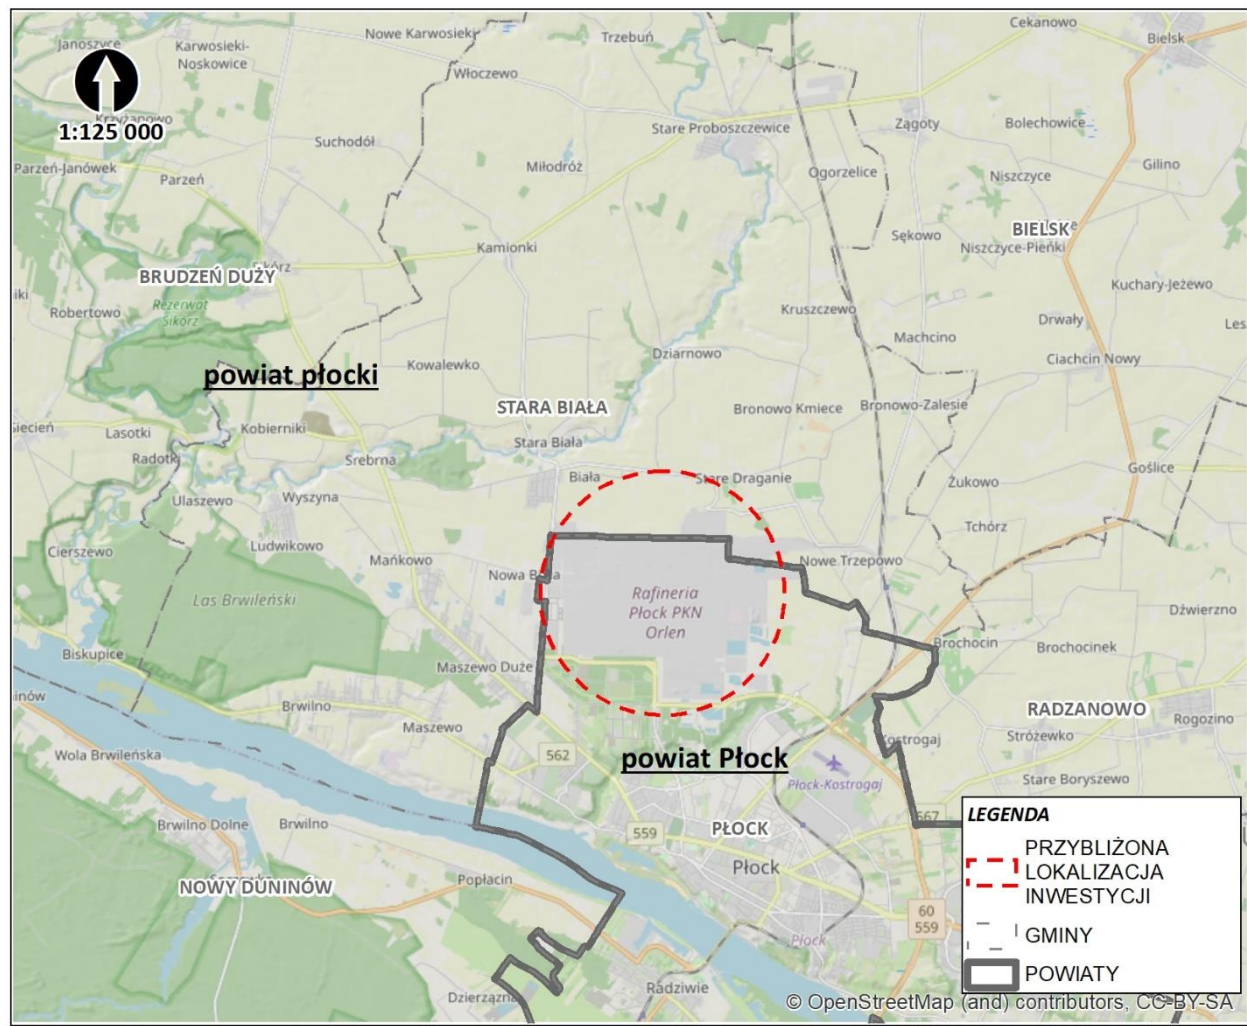 Cekanowo
Nowe Karwosieki
Trzebuń
Bielsk
Janoszyce
Karwosieki-
Noskowice
Włoczewo
Krzyżanowo
1:125 000
Stare Proboszczewice
Zągoty
Bolechowice
Suchodół
Miłodróż
Gilino
Parzeń-Janówek
Parzeń
Ogorzelice
Niszczyce
BIELSK
Sękowo
Niszczyce-Pieńki
Kamionki
BRUDZEŃ DUŻY
Rezerwat
Sikórz
Robertowo
Kuchary-Jeżewo
Kruszczewo
Drwały
Machcino
Ciachcin Nowy
Dziarnowo
Kowalewko
powiat płocki
STARA BIAŁA
Bronowo Kmiece
Bronowo-Zalesie
Siecień
Lasotki
Kobierniki
Stara Biała
Radotki
Srebrna
Goślice
Biała
Stare Draganie
Żukowo
Ulaszewo
Wyszyna
Tchórz
Cierszewo
Ludwikowo
Mańkowo
Nowe Trzepowo
Nowa Biała
Las Brwileński
Rafineria
Płock PKN
Orlen
Dźwierzno
Biskupice
Brochocin
Brochocinek
Maszewo Duże
Brwilno
RADZANOWO
Rogozino
Maszewo
Kostrogaj
Stróżewko
Wola Brwileńska
562
powiat Płock
Płock-Kostrogaj
Stare Boryszewo
567
LEGENDA
PRZYBLIŻONA
LOKALIZACJA
INWESTYCJI
GMINY
POWIATY
Brwilno Dolne
Brwilno
559
PŁOCK
Płock
NOWY DUNINÓW
Popłacin
60
559
Płock
Radziwie
Dzierzązna
© OpenStreetMap (and) contributors, CC-BY-SA